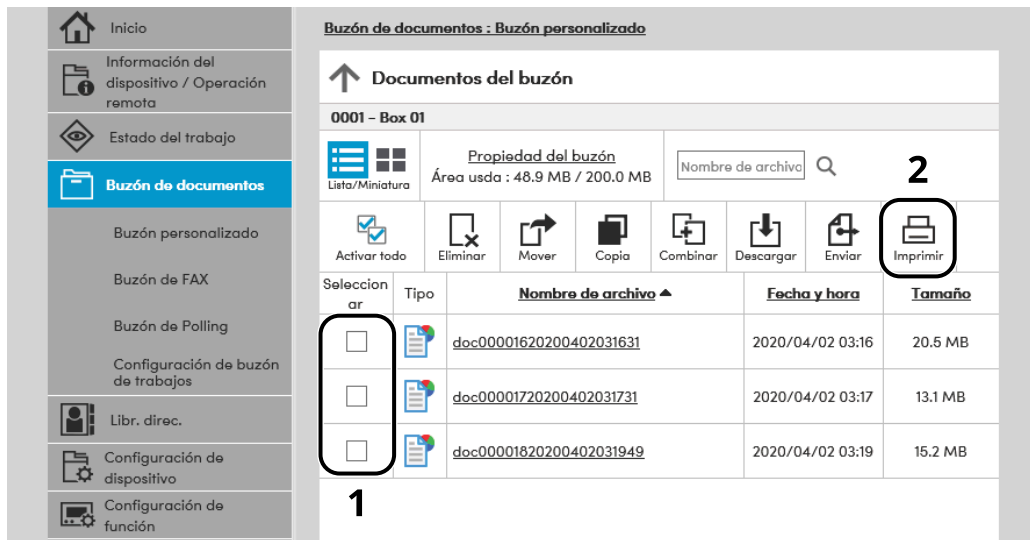 Inicio
Información del
dispositivo / Operación
remota
Estado del trabajo
Buzón de documentos
Buzón personalizado
Buzón de FAX
Buzón de Polling
Configuración de buzón
de trabajos
Libr. direc.
Configuración de
dispositivo
Configuración de
función
Buzón de documentos : Buzón personalizado
Documentos del buzón
0001 - Box 01
Lista/Miniatura
Propiedad del buzón
Área usda : 48.9 MB / 200.0 MB
Nombre de archivo
2
Activar todo Eliminar Mover Copia Combinar Descargar Enviar Imprimir
Seleccion
ar
Tipo Nombre de archivo Fecha y hora Tamaño
doc00001620200402031631 2020/04/02 03:16 20.5 MB
doc00001720200402031731 2020/04/02 03:17 13.1 MB
doc00001820200402031949 2020/04/02 03:19 15.2 MB
1